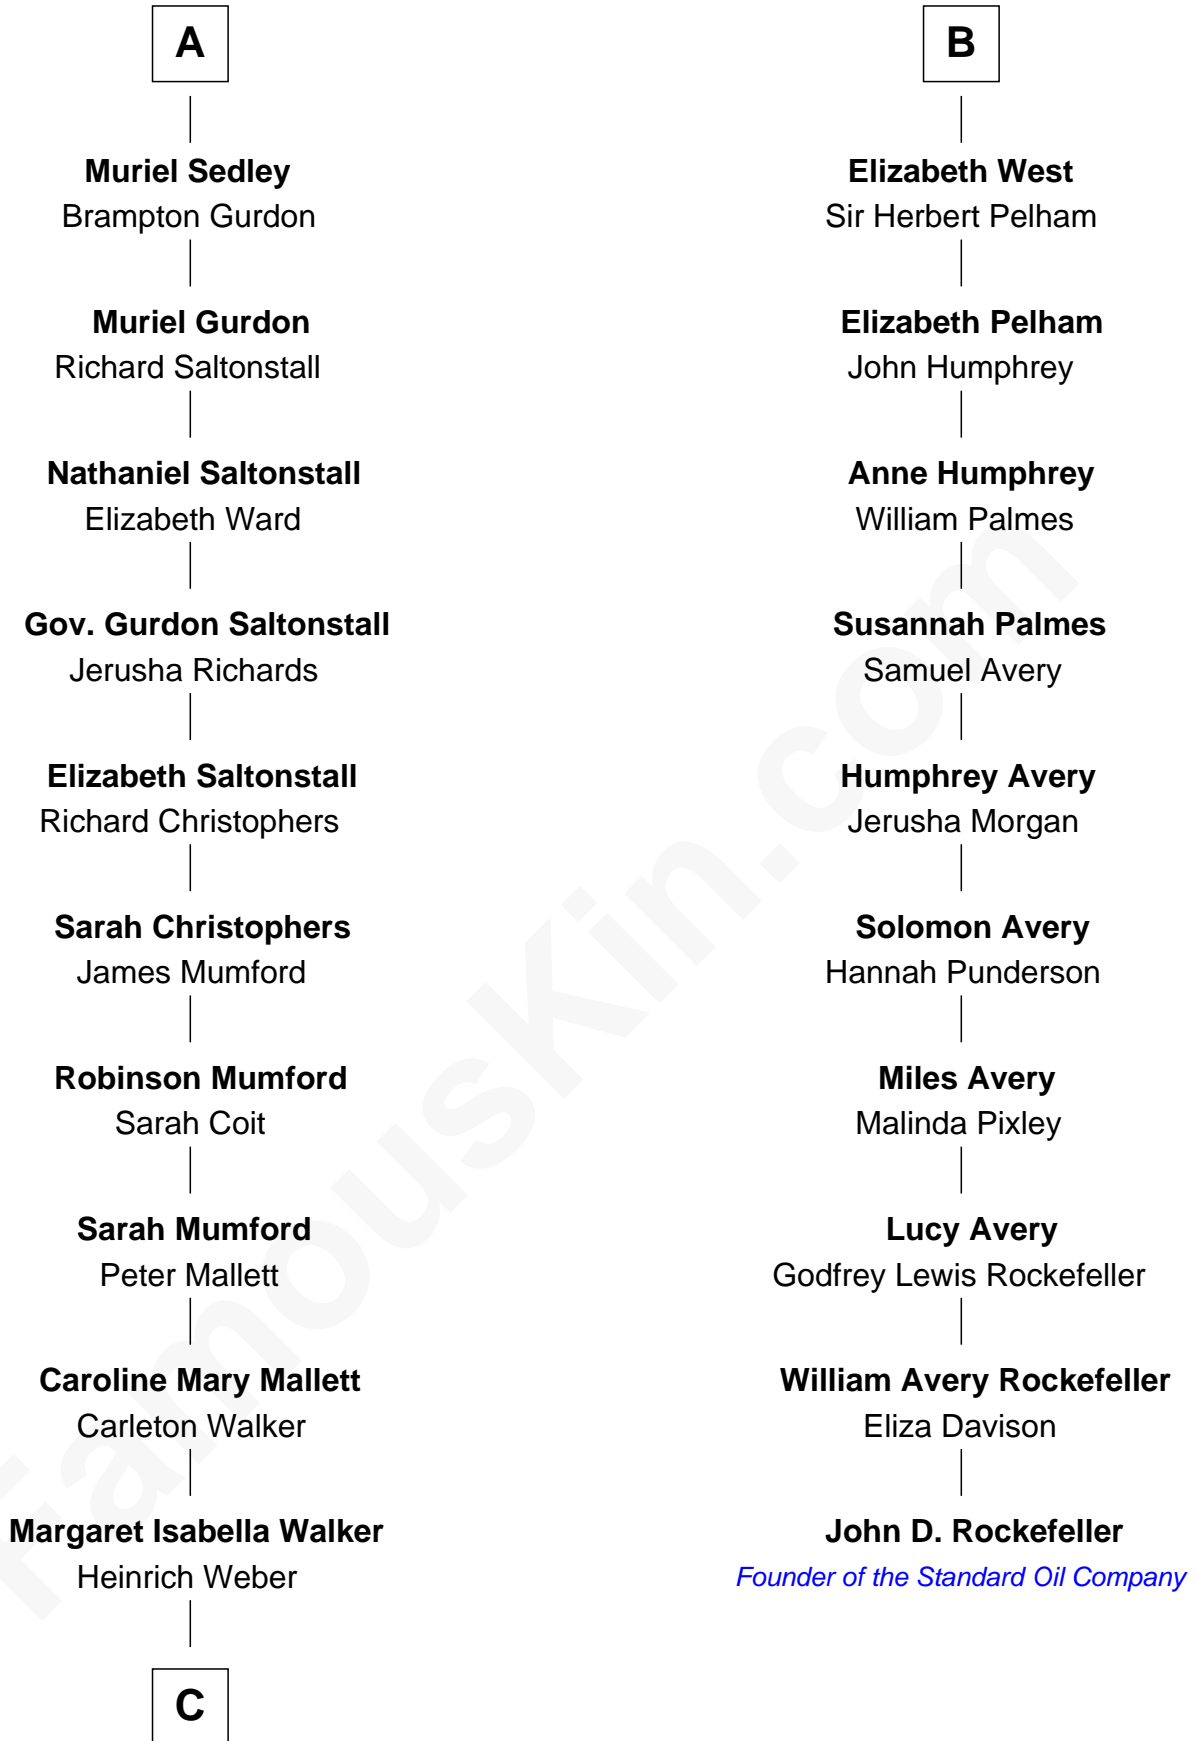 A
Muriel Sedley
Brampton Gurdon
Muriel Gurdon
Richard Saltonstall
Nathaniel Saltonstall
Elizabeth Ward
Gov. Gurdon Saltonstall
Jerusha Richards
Elizabeth Saltonstall
Richard Christophers
Sarah Christophers
James Mumford
Robinson Mumford
Sarah Coit
Sarah Mumford
Peter Mallett
Caroline Mary Mallett
Carleton Walker
Margaret Isabella Walker
Heinrich Weber
C
B
Elizabeth West
Sir Herbert Pelham
Elizabeth Pelham
John Humphrey
Anne Humphrey
William Palmes
Susannah Palmes
Samuel Avery
Humphrey Avery
Jerusha Morgan
Solomon Avery
Hannah Punderson
Miles Avery
Malinda Pixley
Lucy Avery
Godfrey Lewis Rockefeller
William Avery Rockefeller
Eliza Davison
John D. Rockefeller
Founder of the Standard Oil Company
FamousKin.com